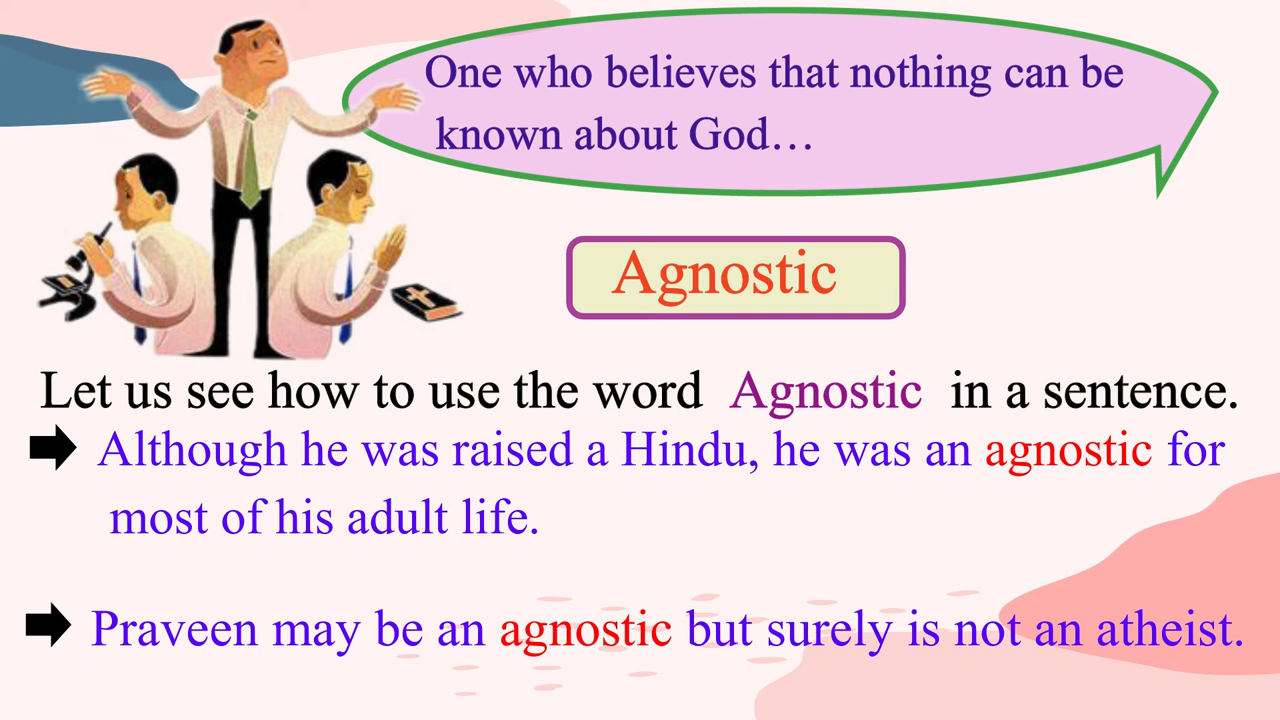 One who believes that nothing can be
known about God…
Agnostic
Let us see how to use the word Agnostic in a sentence.
Although he was raised a Hindu, he was an agnostic for
most of his adult life.
Praveen may be an agnostic but surely is not an atheist.